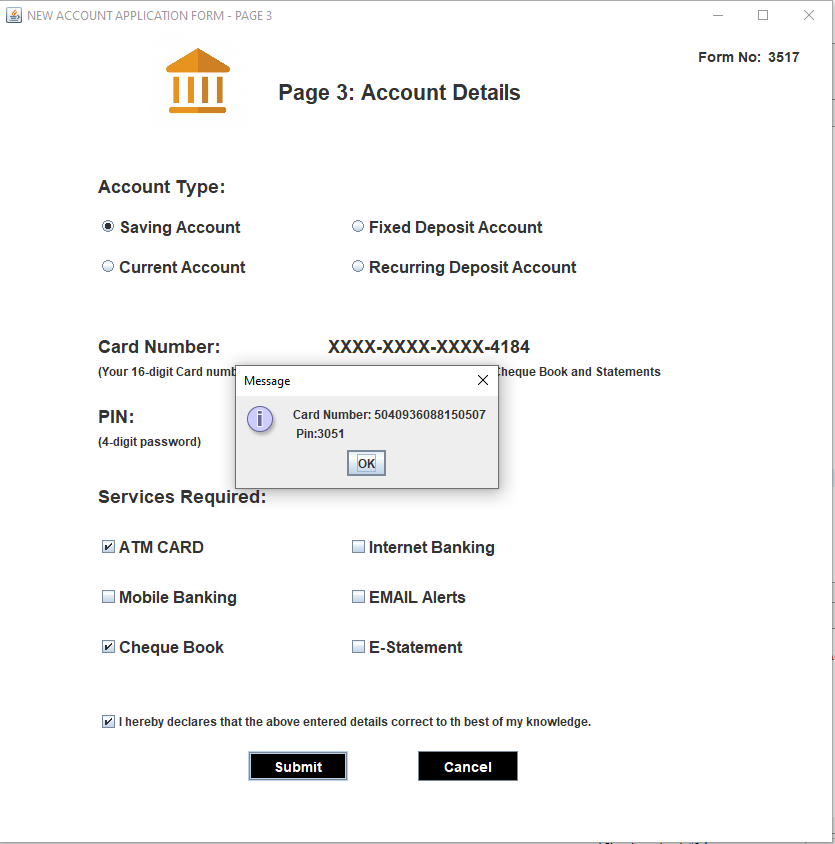 NEW ACCOUNT APPLICATION FORM - PAGE 3
Form No: 3517
Page 3: Account Details
Account Type:
Saving Account
Fixed Deposit Account
Current Account
Recurring Deposit Account
Card Number: XXXX-XXXX-XXXX-4184
(Your 16-digit Card Cheque Book and Statements
Message
Card Number: 5040936088150507
Pin:3051
OK
PIN:
(4-digit password)
Services Required:
ATM CARD
Internet Banking
Mobile Banking
EMAIL Alerts
Cheque Book
E-Statement
I hereby declares that the above entered details correct to th best of my knowledge.
Submit
Cancel